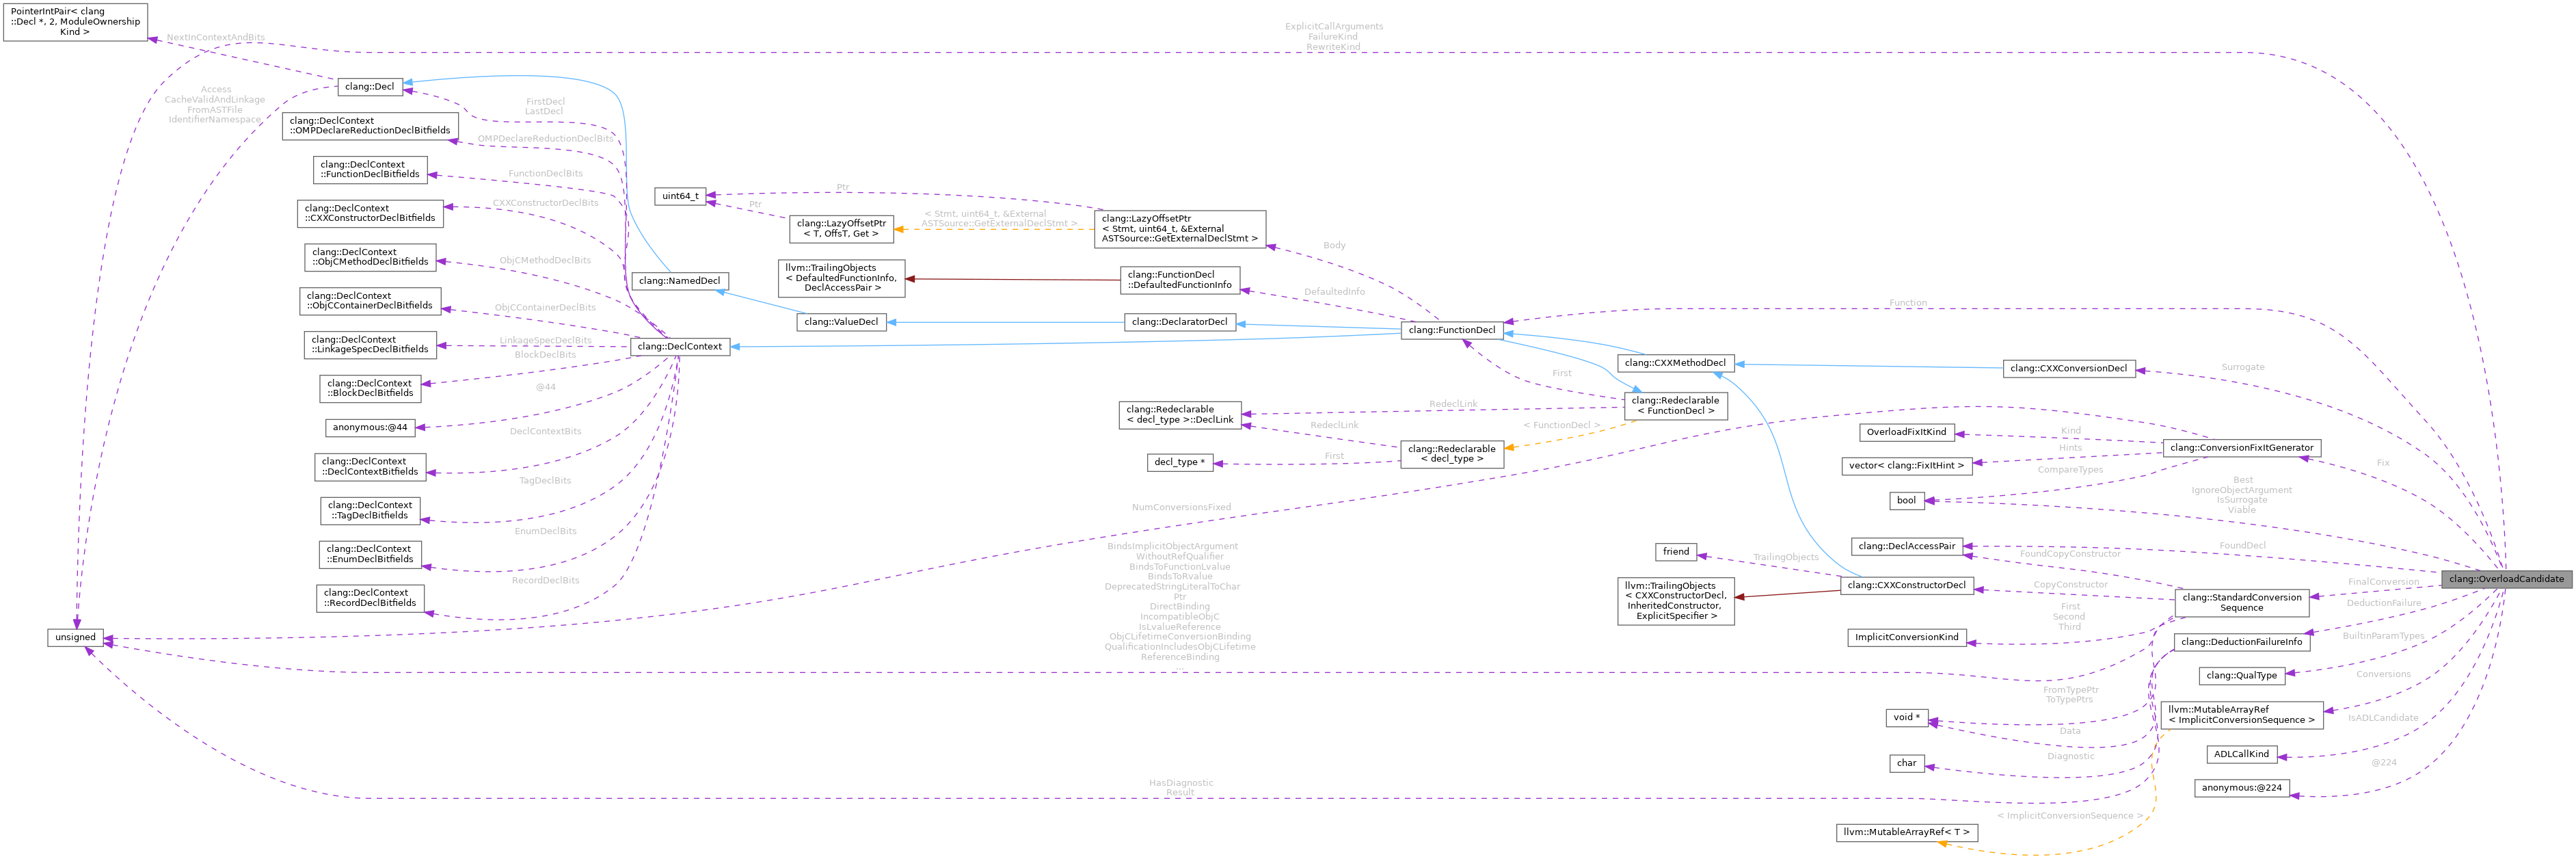 PointerIntPair< clang
::Decl *, 2, ModuleOwnership
Kind >
NextInContextAndBits
ExplicitCallArguments
FailureKind
RewriteKind
clang::Decl
Access
CacheValidAndLinkage
FromASTFile
IdentifierNamespace
FirstDecl
LastDecl
clang::DeclContext
::OMPDeclareReductionDeclBitfields
OMPDeclareReductionDeclBits
clang::DeclContext
::FunctionDeclBitfields
FunctionDeclBits
clang::DeclContext
::CXXConstructorDeclBitfields
CXXConstructorDeclBits
clang::DeclContext
::ObjCMethodDeclBitfields
ObjCMethodDeclBits
clang::DeclContext
::ObjCContainerDeclBitfields
ObjCContainerDeclBits
clang::DeclContext
::LinkageSpecDeclBitfields
LinkageSpecDeclBits
clang::DeclContext
::BlockDeclBitfields
BlockDeclBits
anonymous:@44
@44
clang::DeclContext
::DeclContextBitfields
DeclContextBits
clang::DeclContext
::TagDeclBitfields
TagDeclBits
clang::DeclContext
::EnumDeclBitfields
EnumDeclBits
clang::DeclContext
::RecordDeclBitfields
RecordDeclBits
unsigned
uint64_t
Ptr
Ptr
clang::LazyOffsetPtr
< T, OffsT, Get >
< Stmt, uint64_t, &External
ASTSource::GetExternalDeclStmt >
clang::LazyOffsetPtr
< Stmt, uint64_t, &External
ASTSource::GetExternalDeclStmt >
Body
clang::NamedDecl
llvm::TrailingObjects
< DefaultedFunctionInfo,
DeclAccessPair >
clang::FunctionDecl
::DefaultedFunctionInfo
DefaultedInfo
clang::ValueDecl
clang::DeclaratorDecl
clang::DeclContext
clang::FunctionDecl
Function
clang::CXXMethodDecl
clang::CXXConversionDecl
Surrogate
First
clang::Redeclarable
< FunctionDecl >
RedeclLink
clang::Redeclarable
< decl_type >::DeclLink
RedeclLink
< FunctionDecl >
clang::Redeclarable
< decl_type >
First
decl_type *
OverloadFixItKind
Kind
vector< clang::FixItHint >
Hints
CompareTypes
clang::ConversionFixItGenerator
Fix
bool
Best
IgnoreObjectArgument
IsSurrogate
Viable
NumConversionsFixed
clang::DeclAccessPair
FoundDecl
FoundCopyConstructor
friend
TrailingObjects
llvm::TrailingObjects
< CXXConstructorDecl,
InheritedConstructor,
ExplicitSpecifier >
clang::CXXConstructorDecl
CopyConstructor
First
Second
Third
ImplicitConversionKind
clang::StandardConversion
Sequence
FinalConversion
clang::OverloadCandidate
BindsImplicitObjectArgument
WithoutRefQualifier
BindsToFunctionLvalue
BindsToRvalue
DeprecatedStringLiteralToChar
Ptr
DirectBinding
IncompatibleObjC
IsLvalueReference
ObjCLifetimeConversionBinding
QualificationIncludesObjCLifetime
ReferenceBinding
...
DeductionFailure
clang::DeductionFailureInfo
BuiltinParamTypes
clang::QualType
FromTypePtr
ToTypePtrs
void *
Data
Diagnostic
char
HasDiagnostic
Result
Conversions
llvm::MutableArrayRef
< ImplicitConversionSequence >
IsADLCandidate
ADLCallKind
@224
anonymous:@224
< ImplicitConversionSequence >
llvm::MutableArrayRef< T >